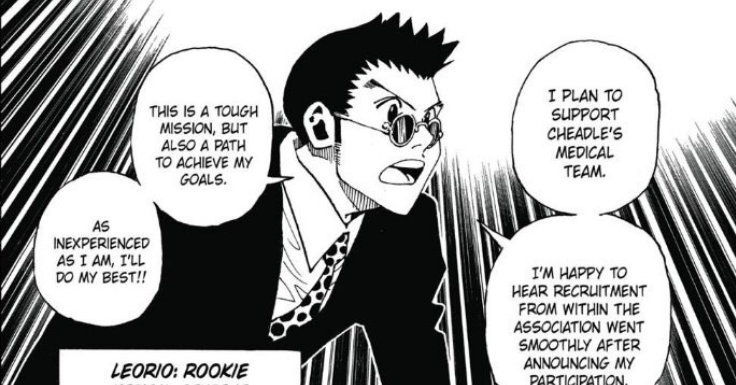 I PLAN TO
SUPPORT
CHEADLE'S
MEDICAL
TEAM.
I'M HAPPY TO
HEAR RECRUITMENT
FROM WITHIN THE
ASSOCIATION WENT
SMOOTHLY AFTER
ANNOUNCING MY
PARTICIPATION.
THIS IS A TOUGH
MISSION, BUT
ALSO A PATH
TO ACHIEVE MY
GOALS.
AS
INEXPERIENCED
AS I AM, I'LL
DO MY BEST!!
LEORIO: ROOKIE